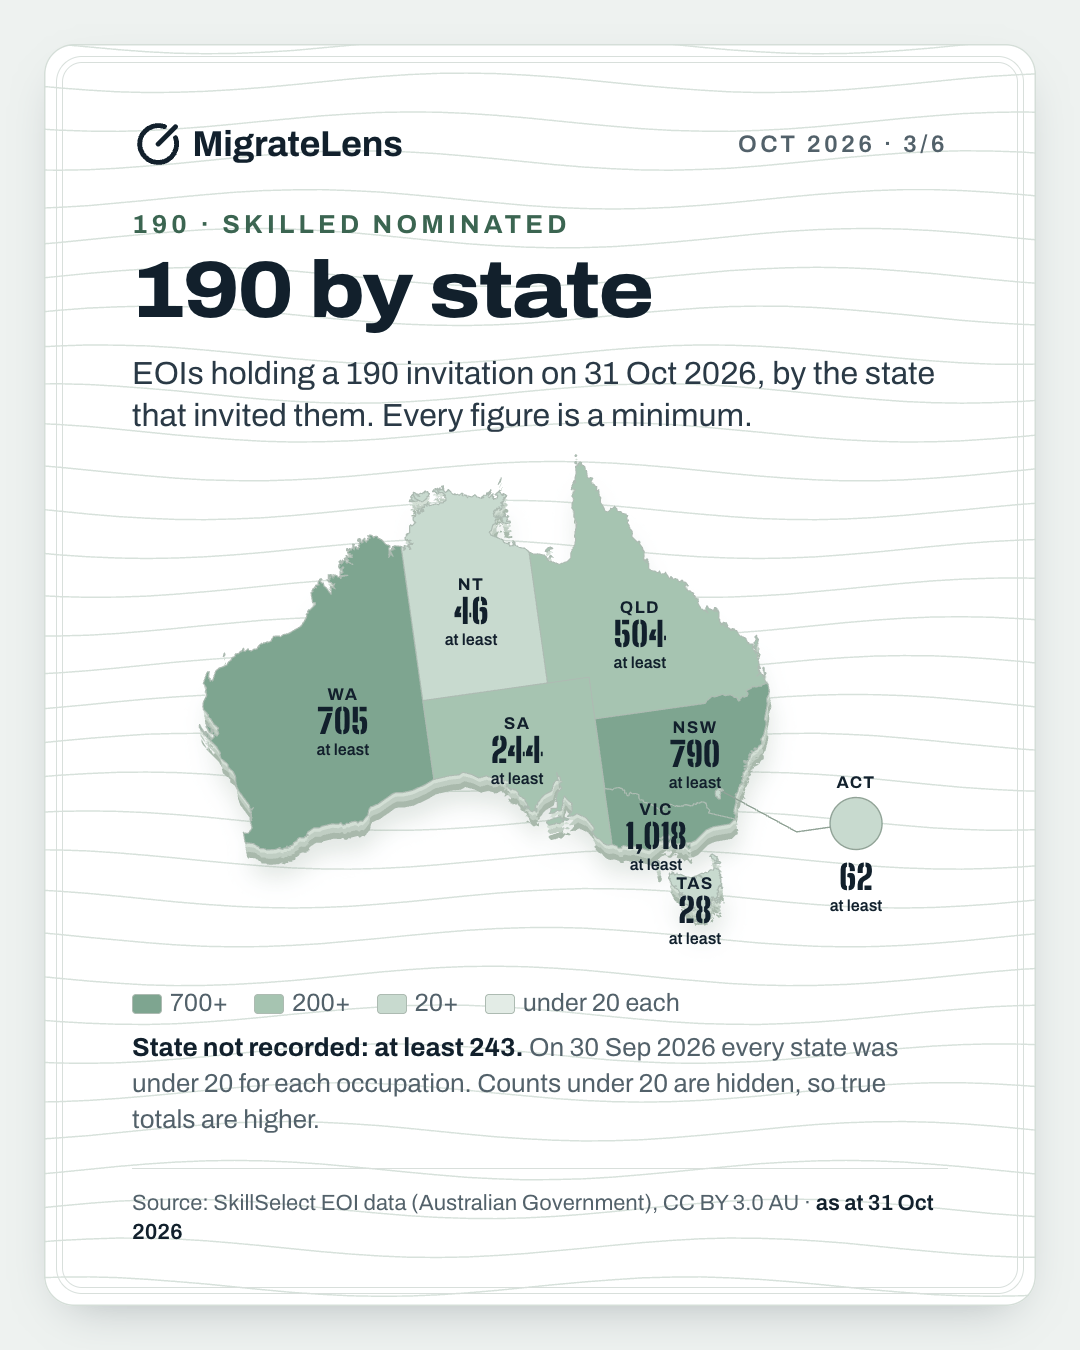 MigrateLens
OCT 2026 · 3/6
190 · SKILLED NOMINATED
190 by state
EOIs holding a 190 invitation on 31 Oct 2026, by the state
that invited them. Every figure is a minimum.
NT
46
at least
QLD
504
at least
WA
705
at least
SA
244
at least
NSW
790
at least
ACT
62
at least
VIC
1,018
at least
TAS
28
at least
700+
200+
20+
under 20 each
State not recorded: at least 243. On 30 Sep 2026 every state was
under 20 for each occupation. Counts under 20 are hidden, so true
totals are higher.
Source: SkillSelect EOI data (Australian Government), CC BY 3.0 AU · as at 31 Oct
2026